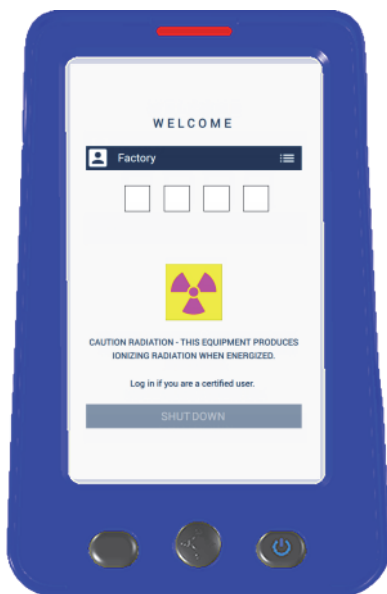 WELCOME
Factory
CAUTION RADIATION - THIS EQUIPMENT PRODUCES
IONIZING RADIATION WHEN ENERGIZED.
Log in if you are a certified user.
SHUTDOWN